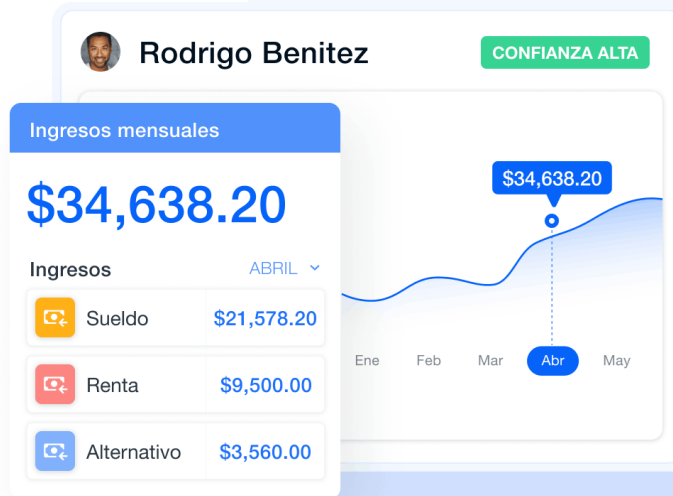 Rodrigo Benitez
CONFIANZA ALTA
Ingresos mensuales
$34,638.20
Ingresos
ABRIL
Sueldo
$21,578.20
Renta
$9,500.00
Alternativo
$3,560.00
$34,638.20
Ene
Feb
Mar
Abr
May